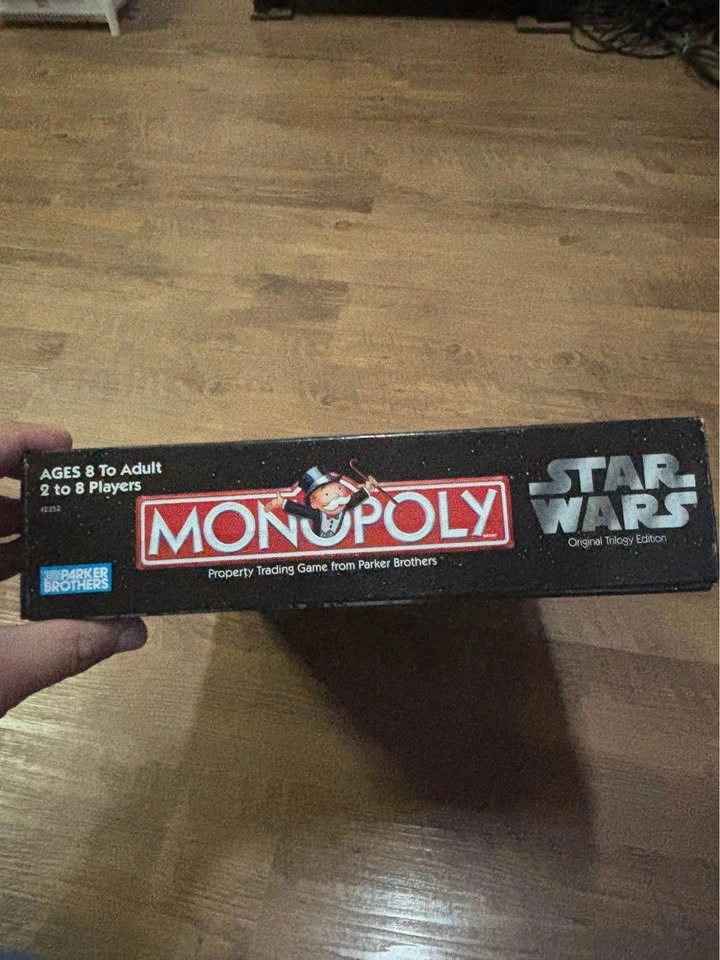 AGES 8 To Adult
2 to 8 Players
MONOPOLY
Property Trading Game from Parker Brothers
PARKER
BROTHERS
STAR
WARS
Original Trilogy Edition